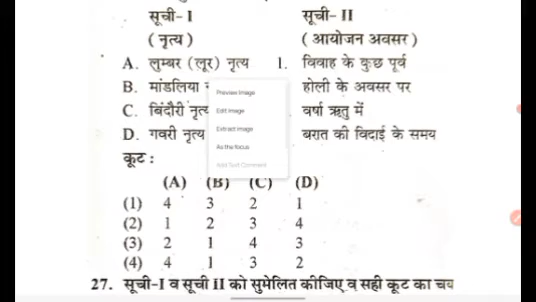 सूची- I सूची- II
( नृत्य ) ( आयोजन अवसर )
A. लुम्बर (लूर) नृत्य 1. विवाह के कुछ पूर्व
B. मांडलिया होली के अवसर पर
Preview Image
C. बिंदौरी नृत्य वर्षा ऋतु में
Edit Image
Extract Image
D. गवरी नृत्य बरात की विदाई के समय
As the focus
कूट :
Add Text Comment
(A) (B) (C) (D)
(1) 4 3 2 1
(2) 1 2 3 4
(3) 2 1 4 3
(4) 4 1 3 2
27. सूची-I व सूची II को सुमेलित कीजिए व सही कूट का चय